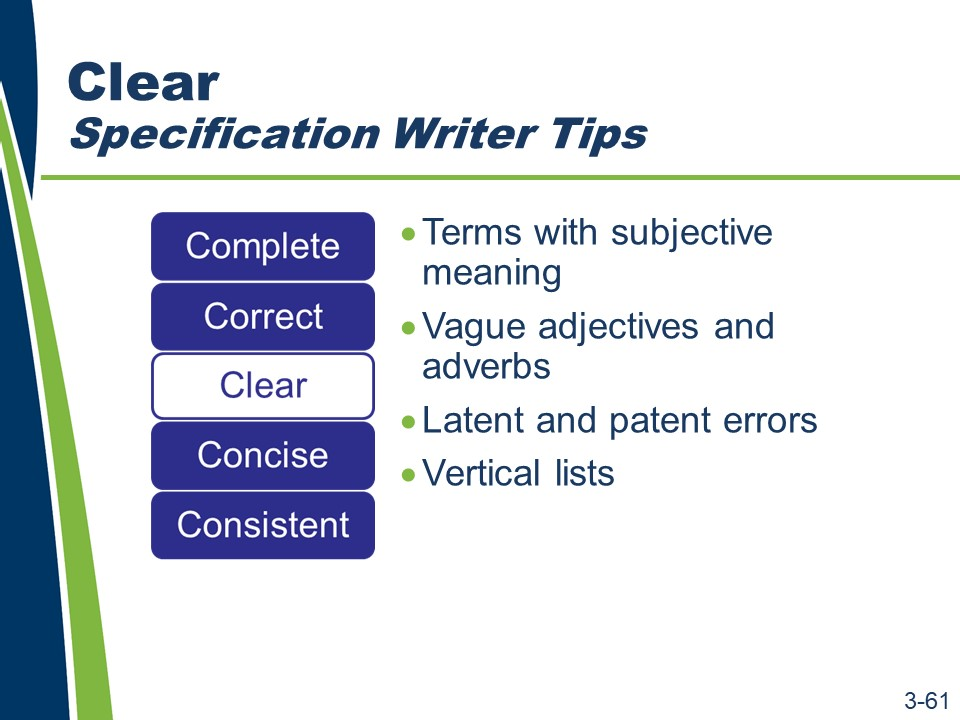 Clear
Specification Writer Tips
Complete
Correct
Clear
Concise
Consistent
• Terms with subjective
meaning
• Vague adjectives and
adverbs
• Latent and patent errors
• Vertical lists
3-61